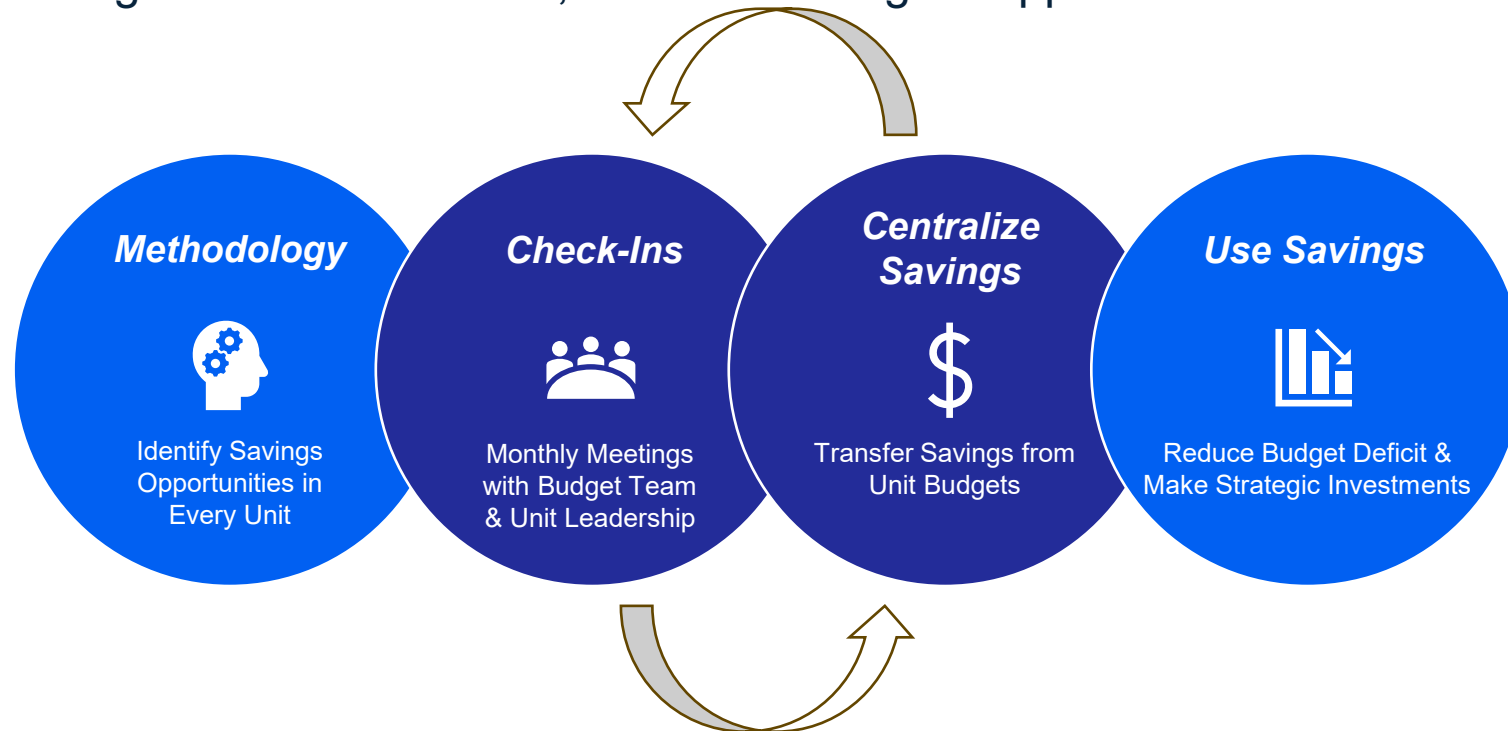 Methodology
Identify Savings
Opportunities in
Every Unit
Check-Ins
Monthly Meetings
with Budget Team
& Unit Leadership
Centralize
Savings
Transfer Savings from
Unit Budgets
Use Savings
Reduce Budget Deficit &
Make Strategic Investments